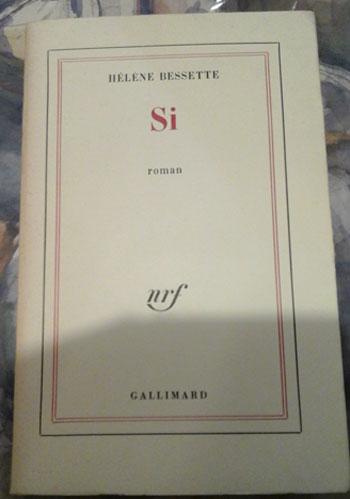 HÉLÈNE BESSETTE
Si
roman
nrf
GALLIMARD